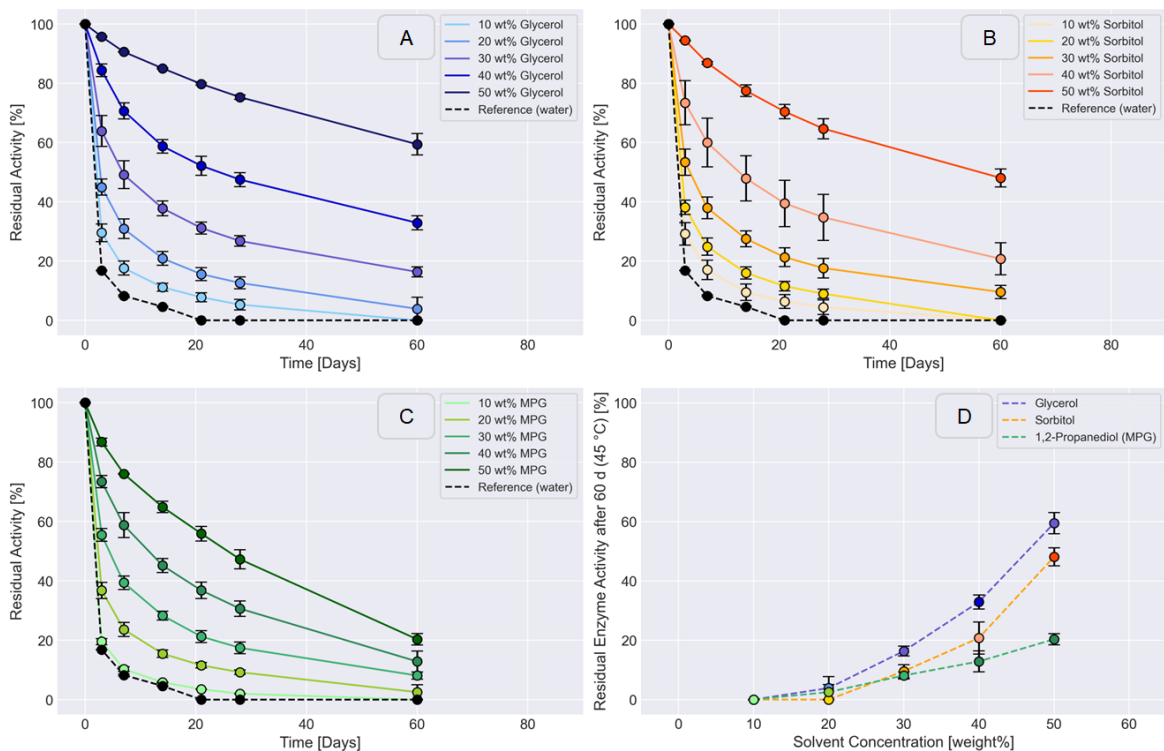 A
10 wt% Glycerol
20 wt% Glycerol
30 wt% Glycerol
40 wt% Glycerol
50 wt% Glycerol
Reference (water)
Residual Activity [%]
100
80
60
40
20
0
0
20
40
60
80
Time [Days]
B
10 wt% Sorbitol
20 wt% Sorbitol
30 wt% Sorbitol
40 wt% Sorbitol
50 wt% Sorbitol
Reference (water)
Residual Activity [%]
100
80
60
40
20
0
0
20
40
60
80
Time [Days]
C
10 wt% MPG
20 wt% MPG
30 wt% MPG
40 wt% MPG
50 wt% MPG
Reference (water)
Residual Activity [%]
100
80
60
40
20
0
0
20
40
60
80
Time [Days]
D
Glycerol
Sorbitol
1,2-Propanediol (MPG)
Residual Enzyme Activity after 60 d (45 °C) [%]
100
80
60
40
20
0
0
10
20
30
40
50
60
Solvent Concentration [weight%]